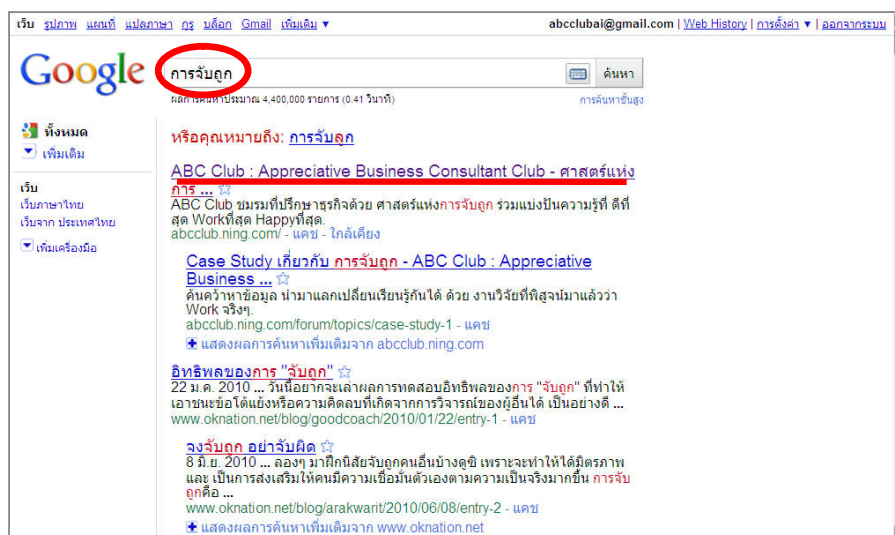 เว็บ รูปภาพ แผนที่ แปลภาษา กูรู บล็อก Gmail เพิ่มเติม ▼
abcclubai@gmail.com | Web History | การตั้งค่า ▼ | ออกจากระบบ
Google
การจับถูก
ค้นหา
ผลการค้นหาประมาณ 4,400,000 รายการ (0.41 วินาที)
การค้นหาขั้นสูง
ทั้งหมด
เพิ่มเติม
เว็บ
เว็บภาษาไทย
เว็บจาก ประเทศไทย
เพิ่มเครื่องมือ
หรือคุณหมายถึง: การจับลูก
ABC Club : Appreciative Business Consultant Club - ศาสตร์แห่ง
การ ...
ABC Club ชมรมที่ปรึกษาธุรกิจด้วย ศาสตร์แห่งการจับถูก ร่วมแบ่งปันความรู้ที่ ดีที่
สุด Workที่สุด Happyที่สุด.
abcclub.ning.com/ - แคช - ใกล้เคียง
Case Study เกี่ยวกับ การจับถูก - ABC Club : Appreciative
Business ...
ค้นคว้าหาข้อมูล นำมาแลกเปลี่ยนเรียนรู้กันได้ ด้วย งานวิจัยที่พิสูจน์มาแล้วว่า
Work จริงๆ.
abcclub.ning.com/forum/topics/case-study-1 - แคช
แสดงผลการค้นหาเพิ่มเติมจาก abcclub.ning.com
อิทธิพลของการ "จับถูก"
22 ม.ค. 2010 ... วันนี้อยากจะเล่าผลการทดสอบอิทธิพลของการ "จับถูก" ที่ทำให้
เอาชนะข้อโต้แย้งหรือความคิดลบที่เกิดจากการวิจารณ์ของผู้อื่นได้ เป็นอย่างดี ...
www.oknation.net/blog/goodcoach/2010/01/22/entry-1 - แคช
จงจับถูก อย่าจับผิด
8 มิ.ย. 2010 ... ลองๆ มาฝึกนิสัยจับถูกคนอื่นบ้างดูซิ เพราะจะทำให้ได้มิตรภาพ
และ เป็นการส่งเสริมให้คนมีความเชื่อมั่นตัวเองตามความเป็นจริงมากขึ้น การจับ
ถูกคือ ...
www.oknation.net/blog/arakwarit/2010/06/08/entry-2 - แคช
แสดงผลการค้นหาเพิ่มเติมจาก www.oknation.net